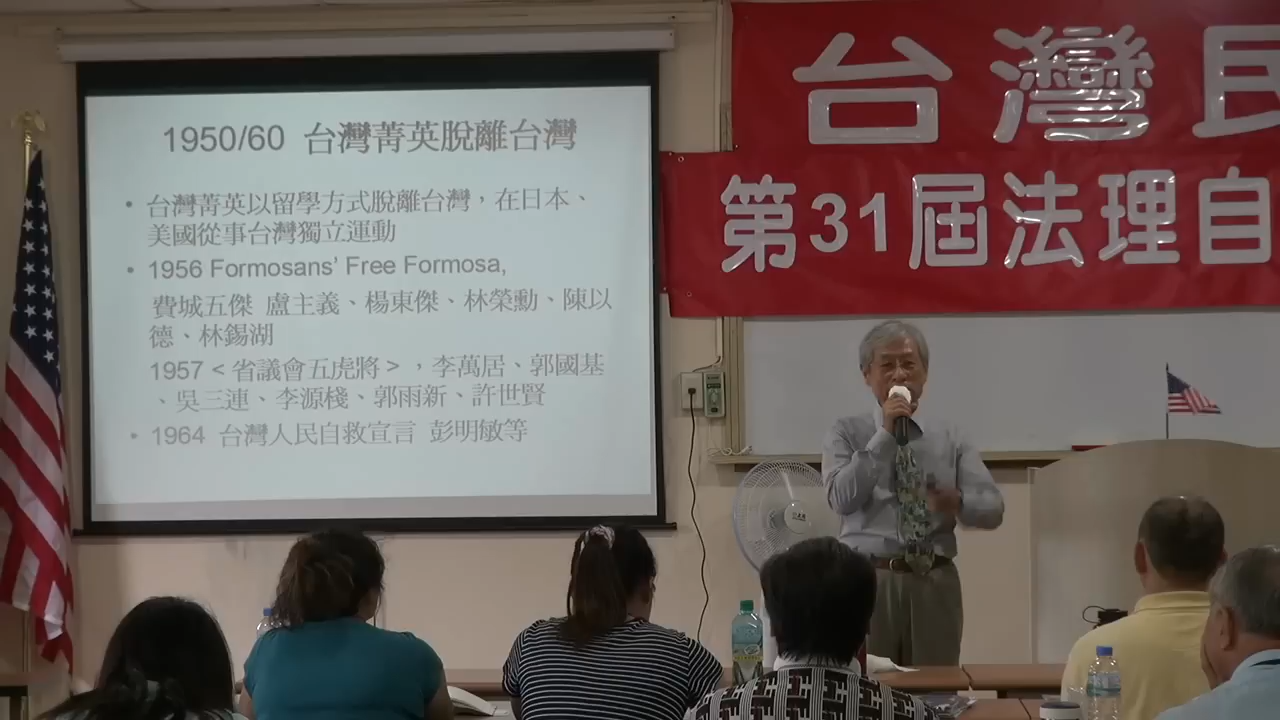 1950/60 台灣菁英脫離台灣
• 台灣菁英以留學方式脫離台灣，在日本、
美國從事台灣獨立運動
• 1956 Formosans' Free Formosa,
費城五傑 盧主義、楊東傑、林榮勳、陳以
德、林錫湖
1957 < 省議會五虎將 > ，李萬居、郭國基
、吳三連、李源棧、郭雨新、許世賢
• 1964 台灣人民自救宣言 彭明敏等
台灣民
第31屆法理自